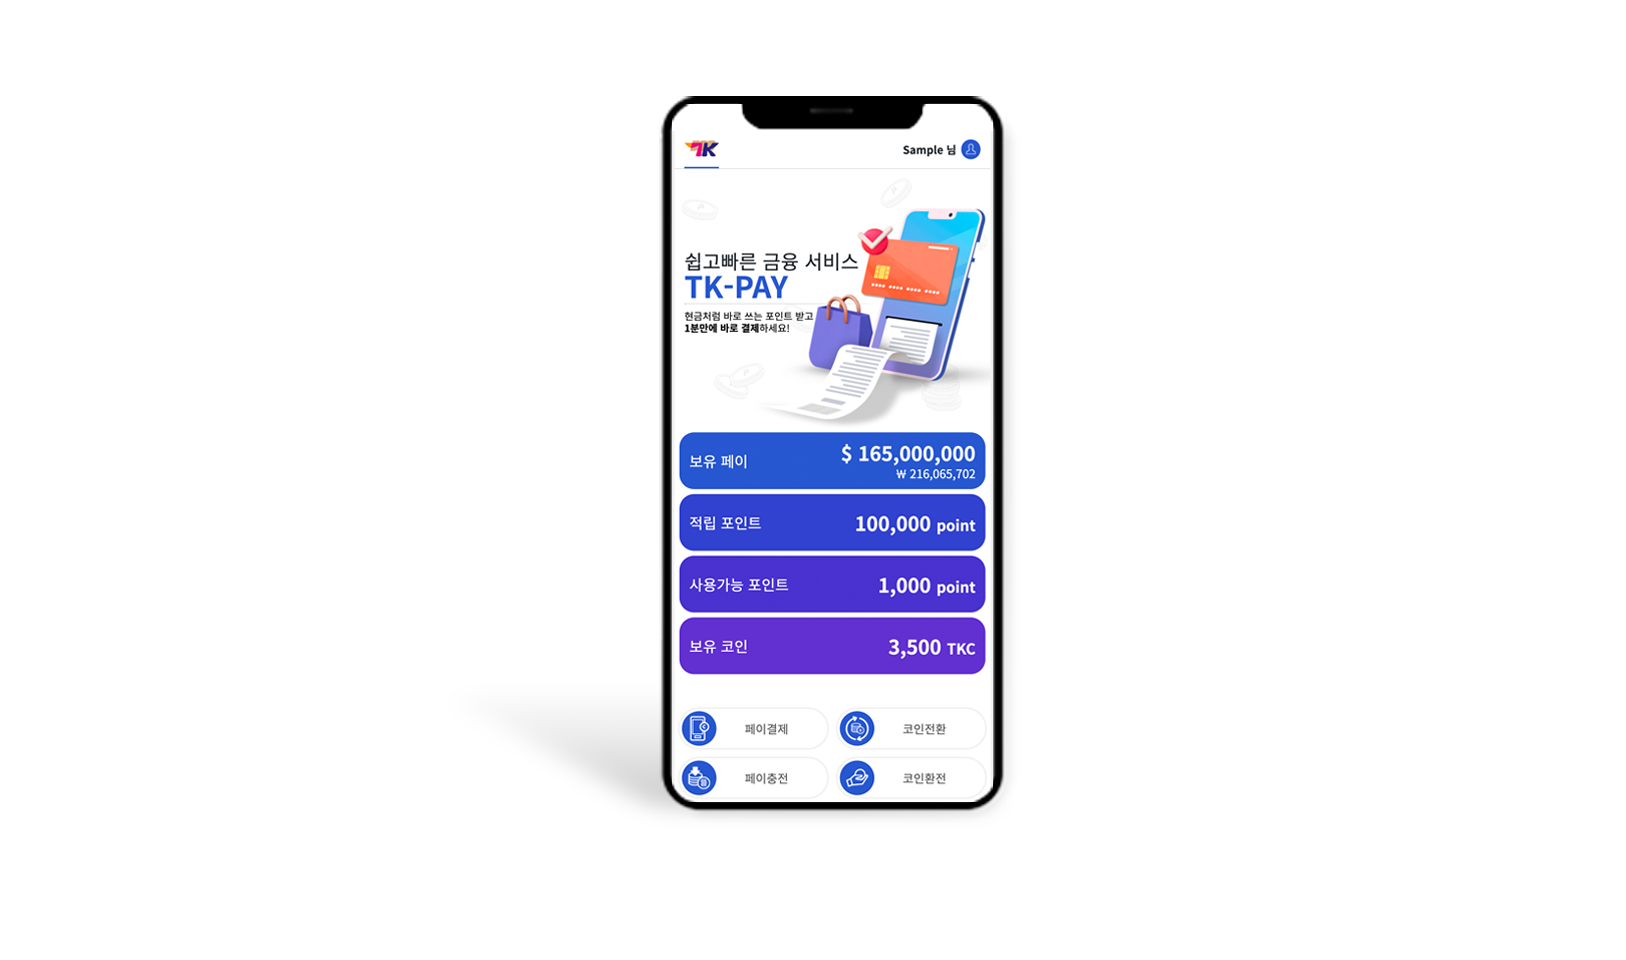 TK
Sample 님
쉽고빠른 금융 서비스
TK-PAY
현금처럼 바로 쓰는 포인트 받고
1분만에 바로 결제하세요!
보유 페이
$ 165,000,000
₩ 216,065,702
적립 포인트
100,000 point
사용가능 포인트
1,000 point
보유 코인
3,500 TKC
페이결제
코인전환
페이충전
코인환전